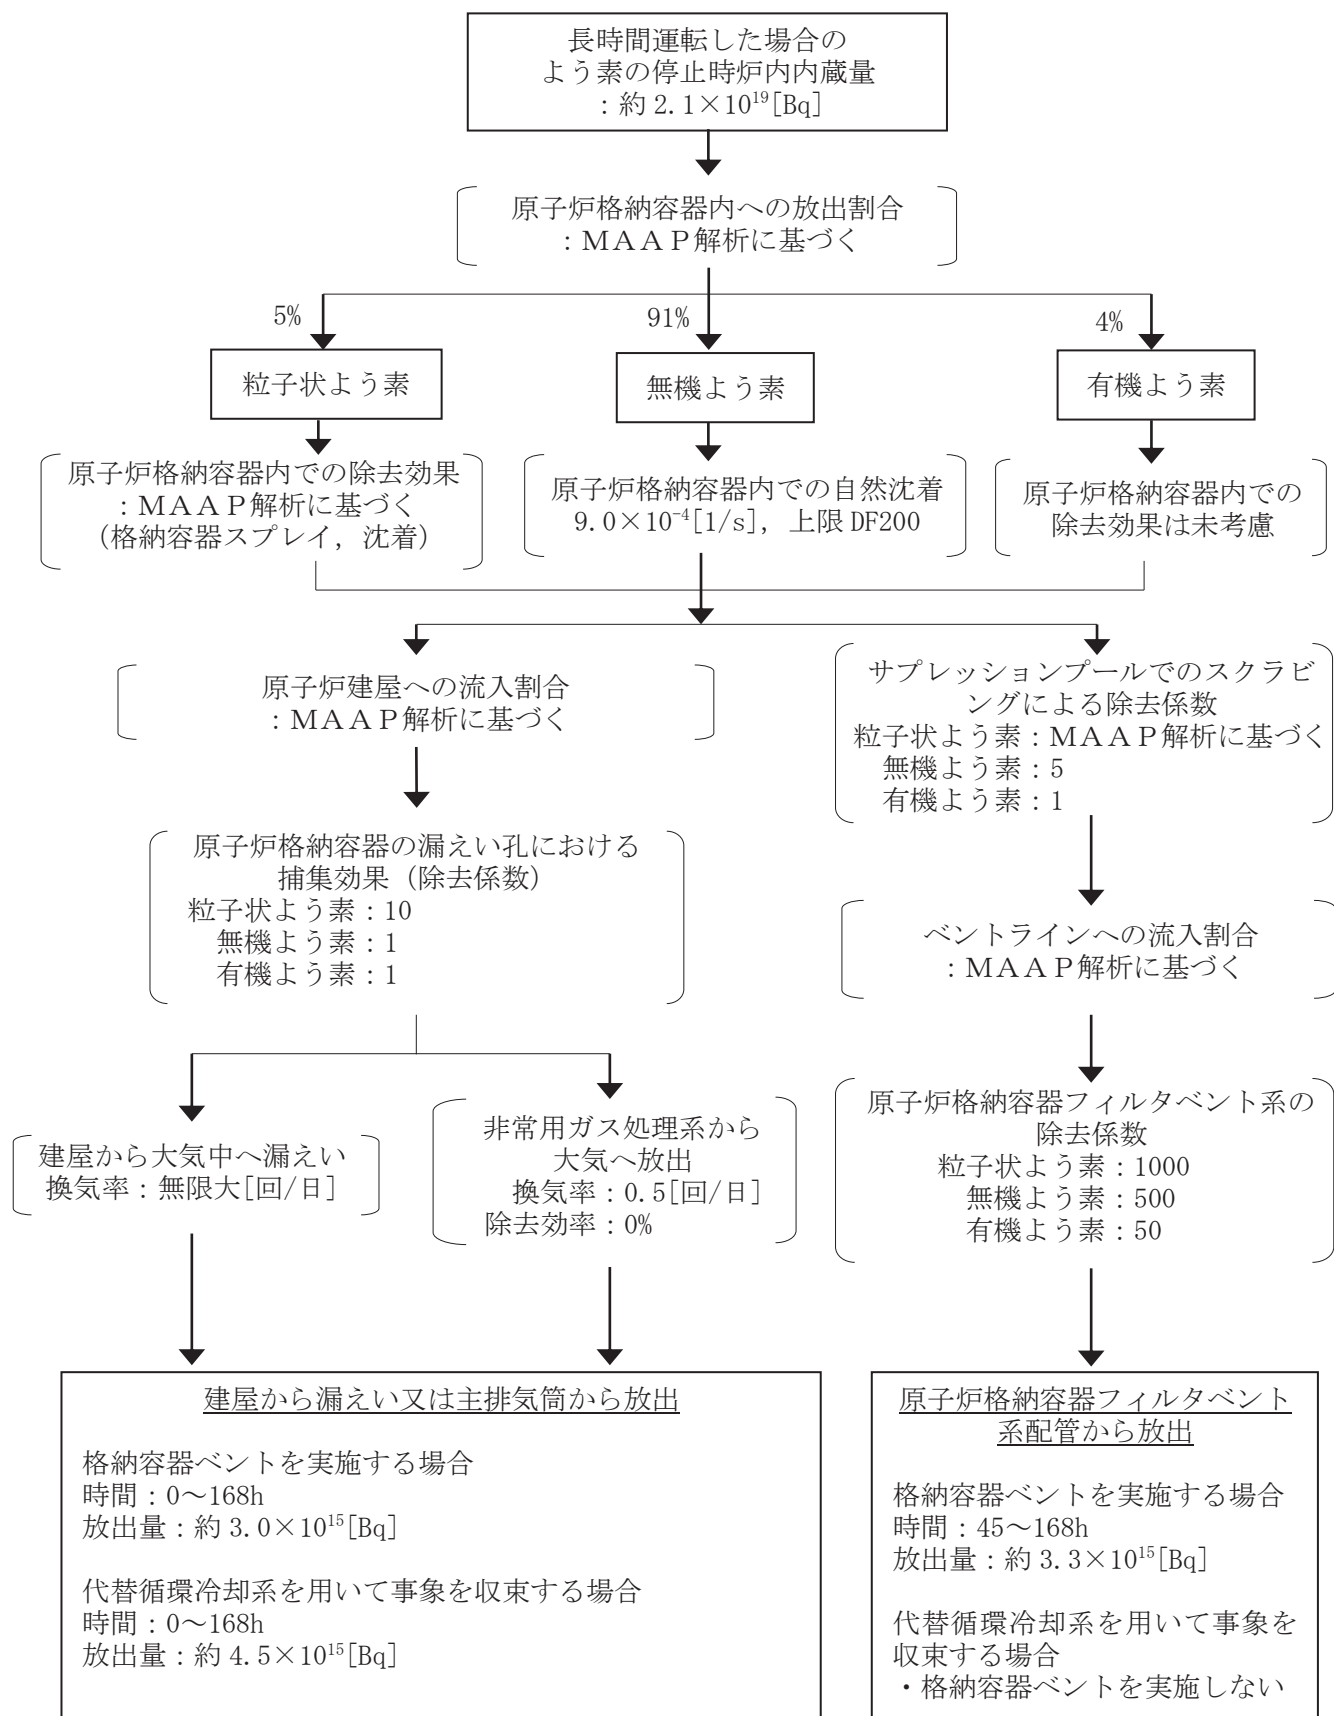 長時間運転した場合の
よう素の停止時炉内内蔵量
：約 2.1×10¹⁹[Bq]
原子炉格納容器内への放出割合
：ＭＡＡＰ解析に基づく
5%
91%
4%
粒子状よう素
無機よう素
有機よう素
原子炉格納容器内での除去効果
：ＭＡＡＰ解析に基づく
（格納容器スプレイ，沈着）
原子炉格納容器内での自然沈着
9.0×10⁻⁴[1/s]，上限 DF200
原子炉格納容器内での
除去効果は未考慮
原子炉建屋への流入割合
：ＭＡＡＰ解析に基づく
サプレッションプールでのスクラビ
ングによる除去係数
粒子状よう素：ＭＡＡＰ解析に基づく
無機よう素：5
有機よう素：1
原子炉格納容器の漏えい孔における
捕集効果（除去係数）
粒子状よう素：10
無機よう素：1
有機よう素：1
ベントラインへの流入割合
：ＭＡＡＰ解析に基づく
建屋から大気中へ漏えい
換気率：無限大[回/日]
非常用ガス処理系から
大気へ放出
換気率：0.5[回/日]
除去効率：0%
原子炉格納容器フィルタベント系の
除去係数
粒子状よう素：1000
無機よう素：500
有機よう素：50
建屋から漏えい又は主排気筒から放出
格納容器ベントを実施する場合
時間：0～168h
放出量：約 3.0×10¹⁵[Bq]
代替循環冷却系を用いて事象を収束する場合
時間：0～168h
放出量：約 4.5×10¹⁵[Bq]
原子炉格納容器フィルタベント
系配管から放出
格納容器ベントを実施する場合
時間：45～168h
放出量：約 3.3×10¹⁵[Bq]
代替循環冷却系を用いて事象を
収束する場合
・格納容器ベントを実施しない